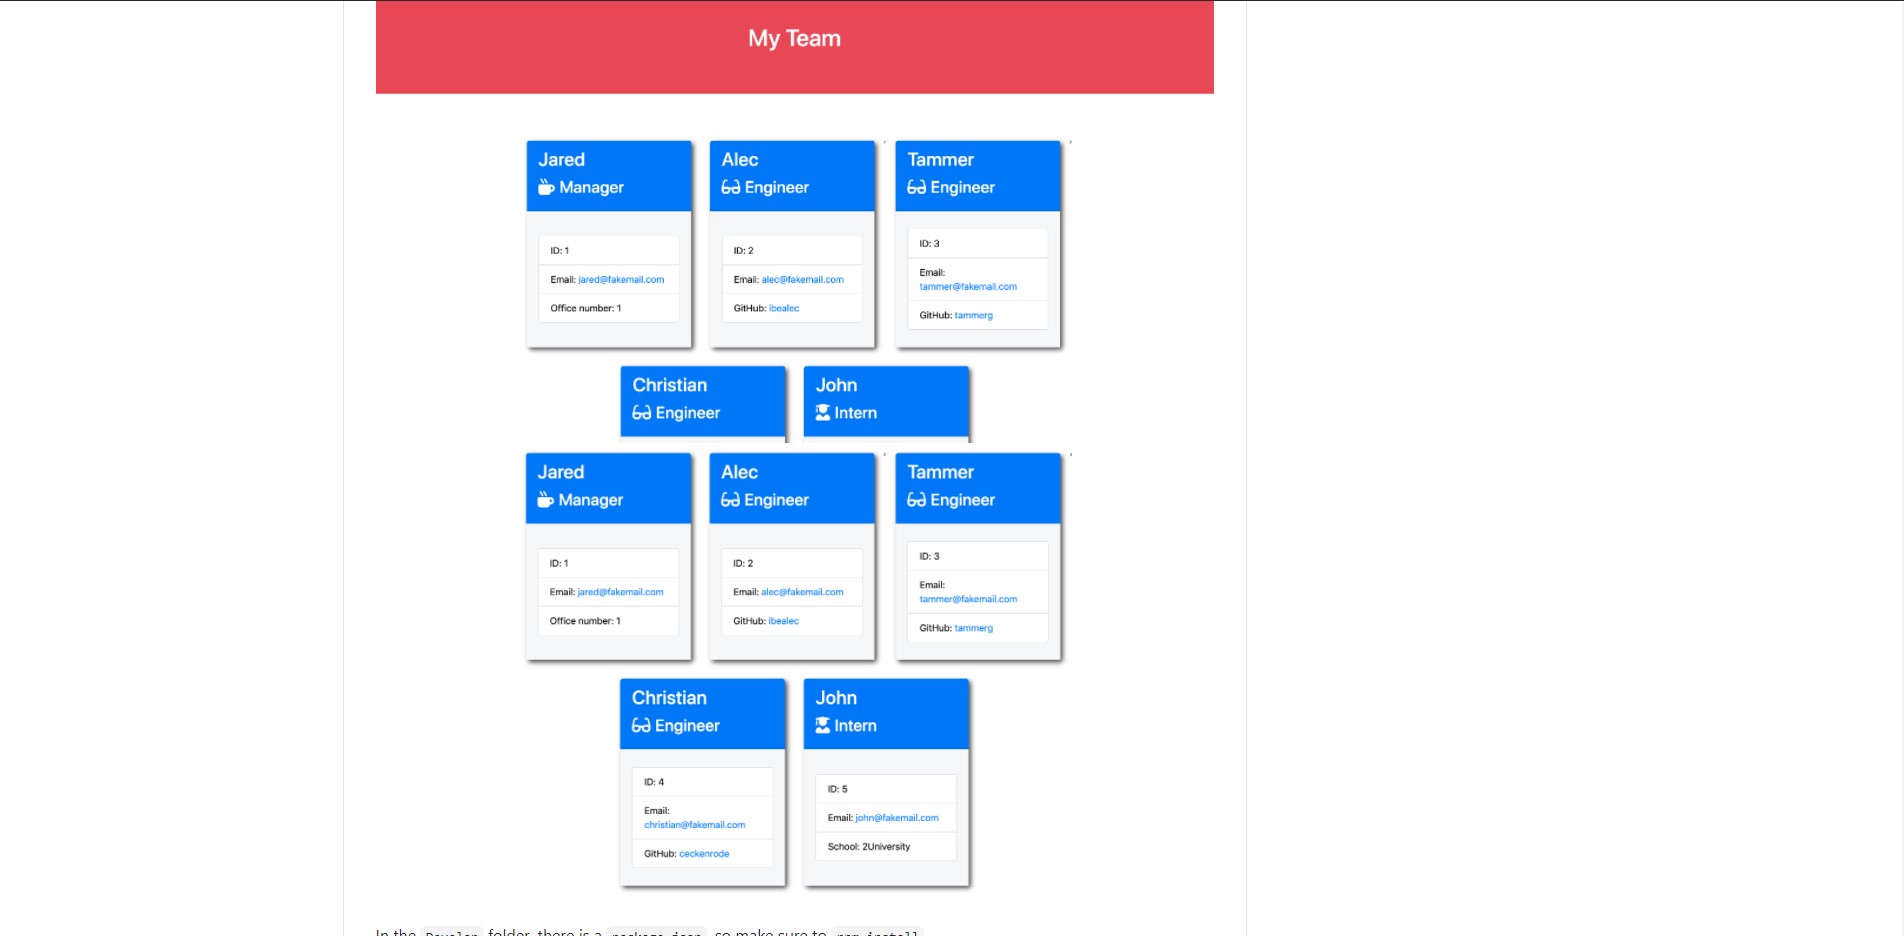 My Team
Jared
Manager
ID: 1
Email: jared@fakemail.com
Office number: 1
Alec
Engineer
ID: 2
Email: alec@fakemail.com
GitHub: ibealec
Tammer
Engineer
ID: 3
Email:
tammer@fakemail.com
GitHub: tammerg
Christian
Engineer
John
Intern
Jared
Manager
ID: 1
Email: jared@fakemail.com
Office number: 1
Alec
Engineer
ID: 2
Email: alec@fakemail.com
GitHub: ibealec
Tammer
Engineer
ID: 3
Email:
tammer@fakemail.com
GitHub: tammerg
Christian
Engineer
ID: 4
Email:
christian@fakemail.com
GitHub: ceckenrode
John
Intern
ID: 5
Email: john@fakemail.com
School: 2University
In the Develop folder, there is a package.json, so make sure to npm install